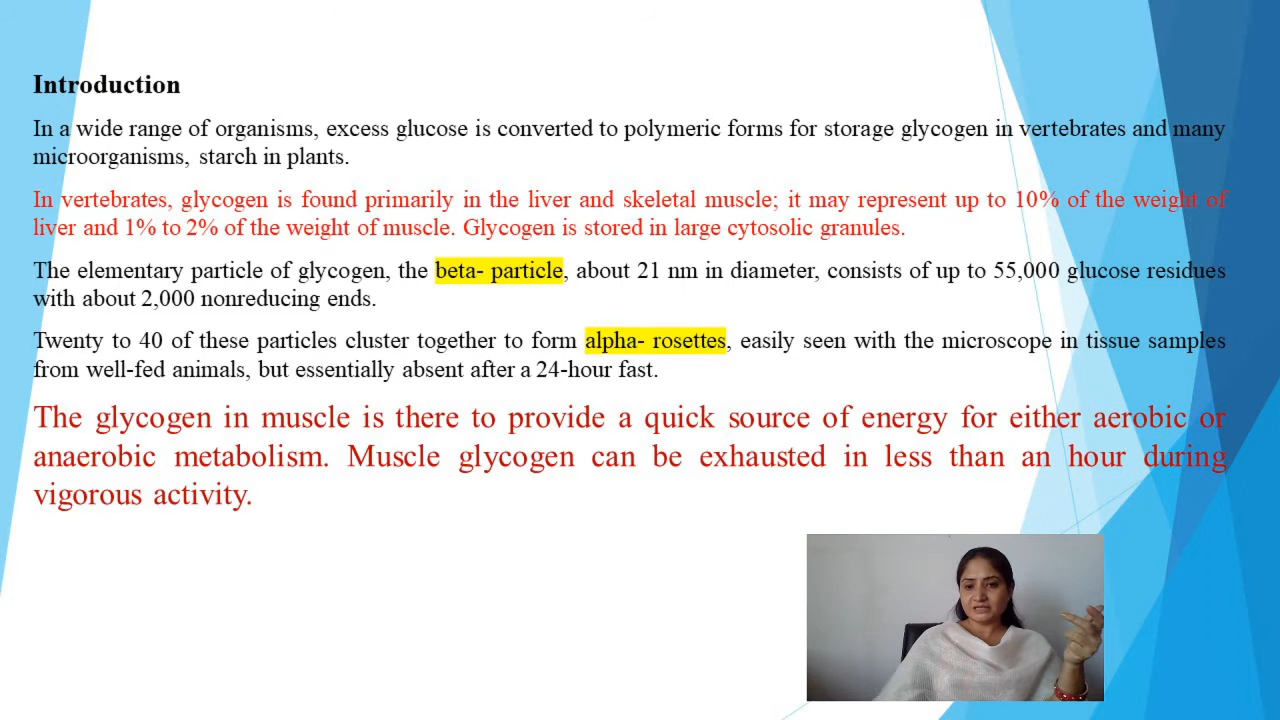 Introduction
In a wide range of organisms, excess glucose is converted to polymeric forms for storage glycogen in vertebrates and many
microorganisms, starch in plants.
In vertebrates, glycogen is found primarily in the liver and skeletal muscle; it may represent up to 10% of the weight of
liver and 1% to 2% of the weight of muscle. Glycogen is stored in large cytosolic granules.
The elementary particle of glycogen, the beta- particle, about 21 nm in diameter, consists of up to 55,000 glucose residues
with about 2,000 nonreducing ends.
Twenty to 40 of these particles cluster together to form alpha- rosettes, easily seen with the microscope in tissue samples
from well-fed animals, but essentially absent after a 24-hour fast.
The glycogen in muscle is there to provide a quick source of energy for either aerobic or
anaerobic metabolism. Muscle glycogen can be exhausted in less than an hour during
vigorous activity.